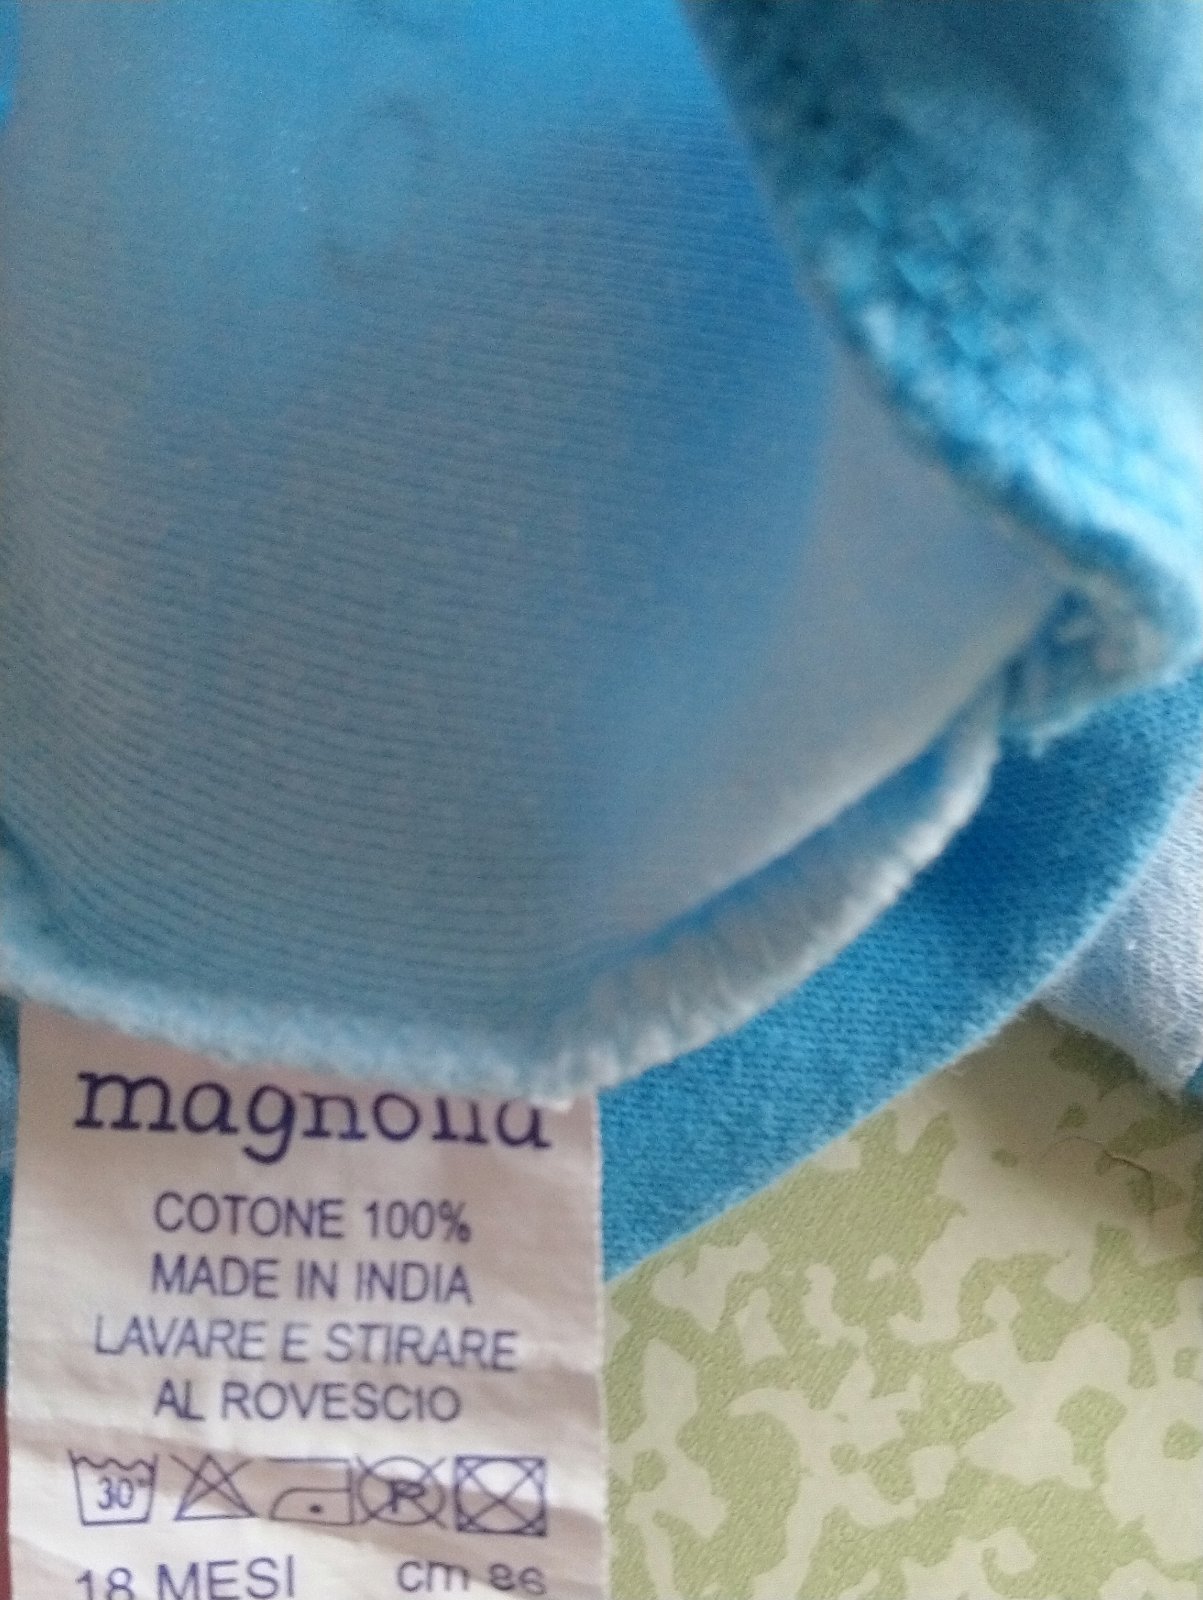 magnolia
COTONE 100%
MADE IN INDIA
LAVARE E STIRARE
AL ROVESCIO
30° P
18 MESI cm 86